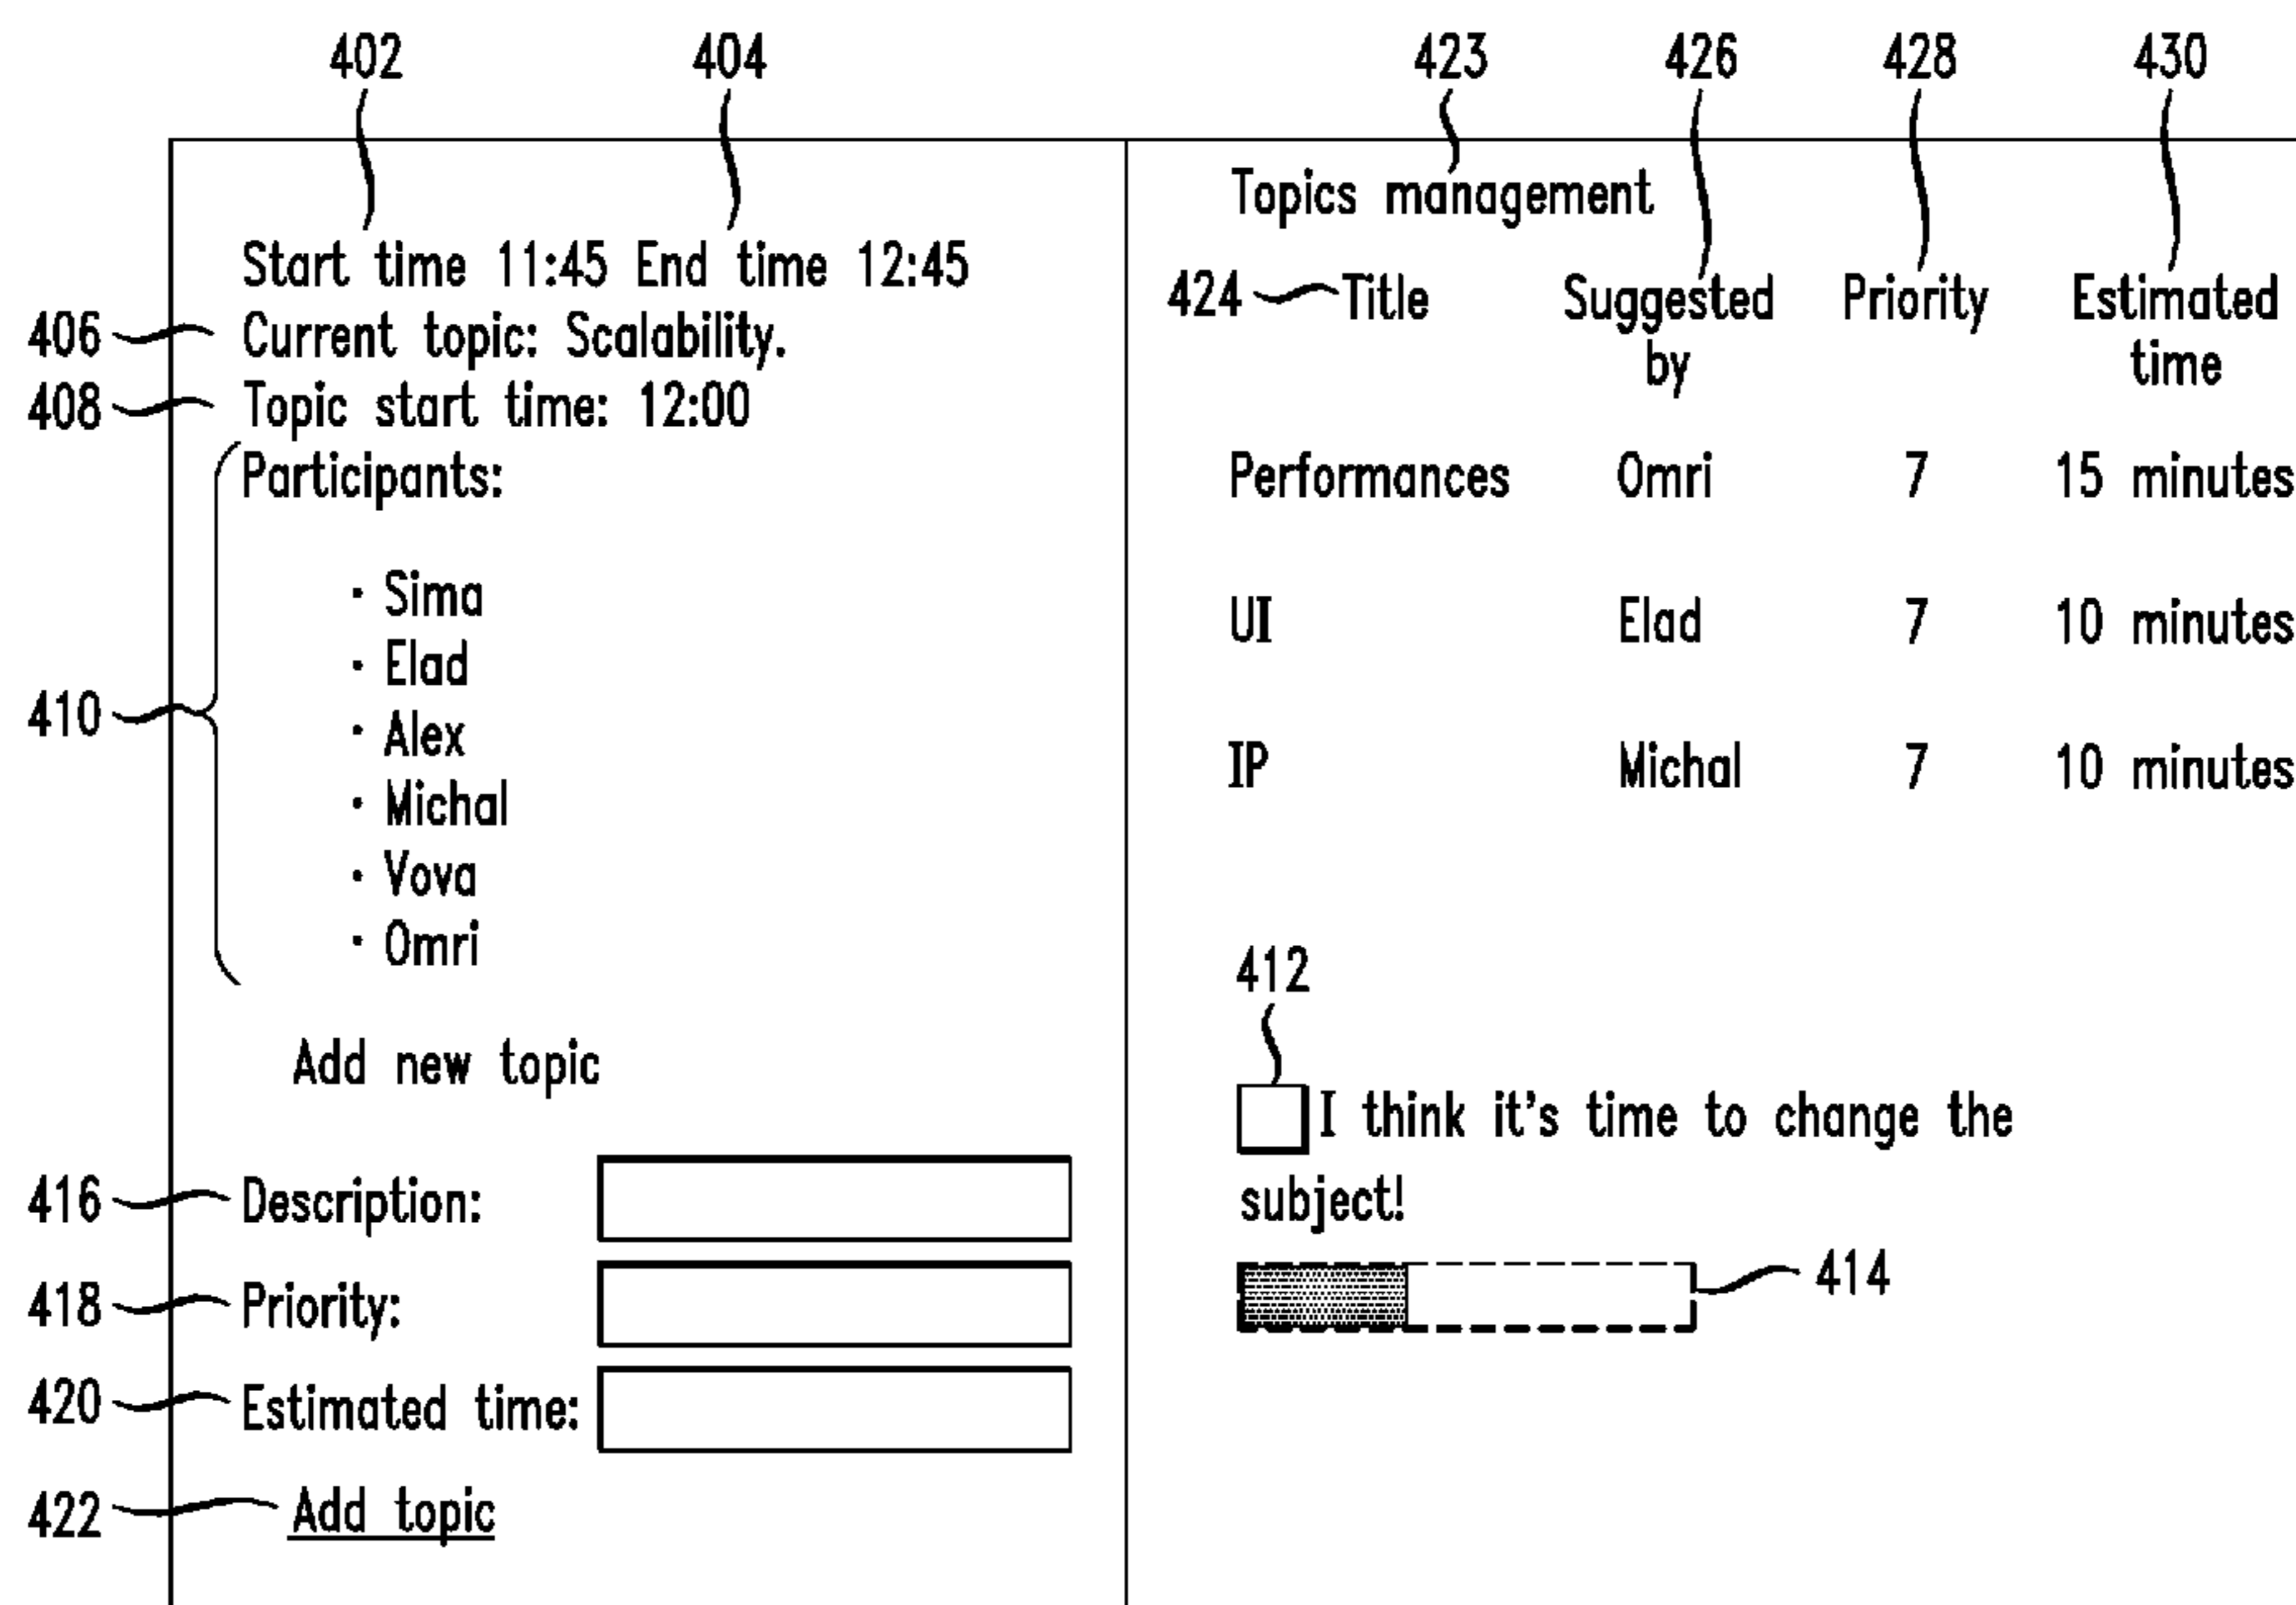 402 404 423 426 428 430
Topics management
Start time 11:45 End time 12:45
406 Current topic: Scalability.
408 Topic start time: 12:00
410 Participants:
· Sima
· Elad
· Alex
· Michal
· Vova
· Omri
Add new topic
416 Description:
418 Priority:
420 Estimated time:
422 Add topic
424 Title Suggested by Priority Estimated time
Performances Omri 7 15 minutes
UI Elad 7 10 minutes
IP Michal 7 10 minutes
412
I think it's time to change the
subject!
414